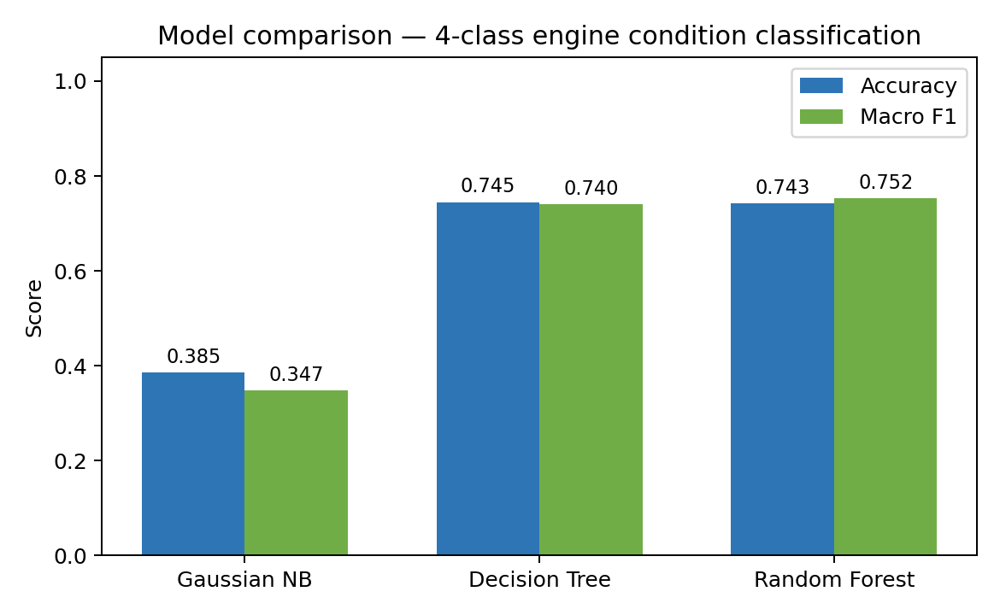 Model comparison — 4-class engine condition classification
Accuracy
Macro F1
Score
1.0
0.8
0.6
0.4
0.2
0.0
0.385
0.347
0.745
0.740
0.743
0.752
Gaussian NB
Decision Tree
Random Forest